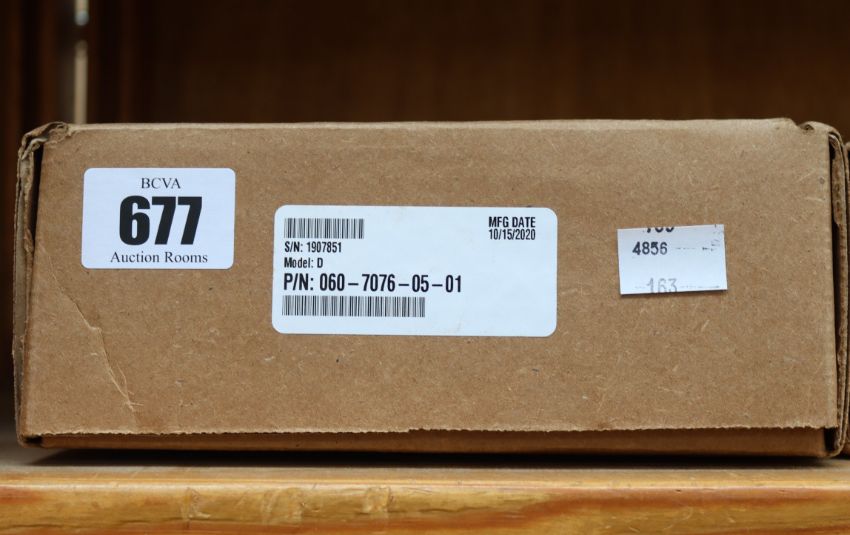 BCVA
677
Auction Rooms
S/N: 1907851
Model: D
P/N: 060-7076-05-01
MFG DATE
10/15/2020
4856
163